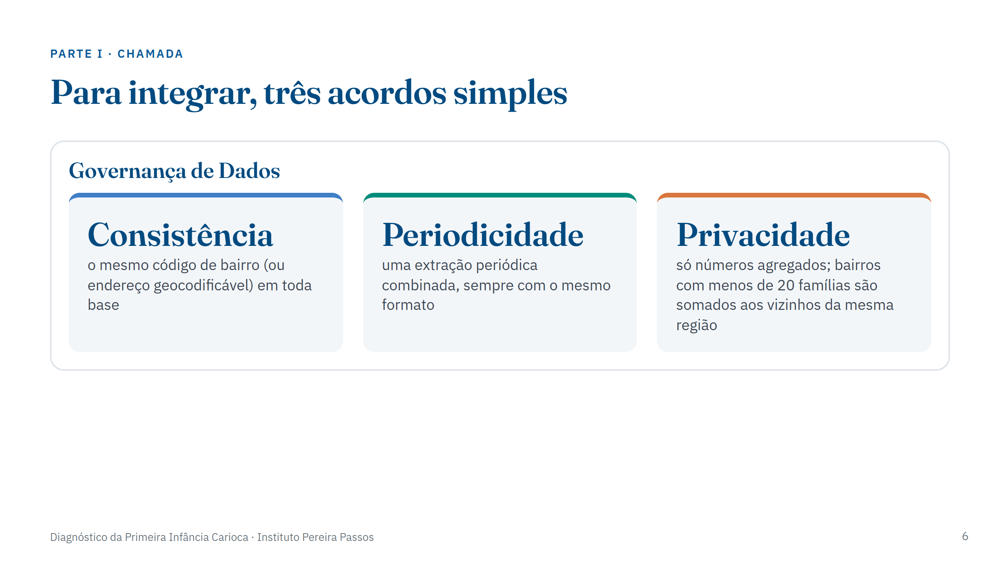 PARTE I · CHAMADA
Para integrar, três acordos simples
Governança de Dados
Consistência
o mesmo código de bairro (ou
endereço geocodificável) em toda
base
Periodicidade
uma extração periódica
combinada, sempre com o mesmo
formato
Privacidade
só números agregados; bairros
com menos de 20 famílias são
somados aos vizinhos da mesma
região
Diagnóstico da Primeira Infância Carioca · Instituto Pereira Passos
6